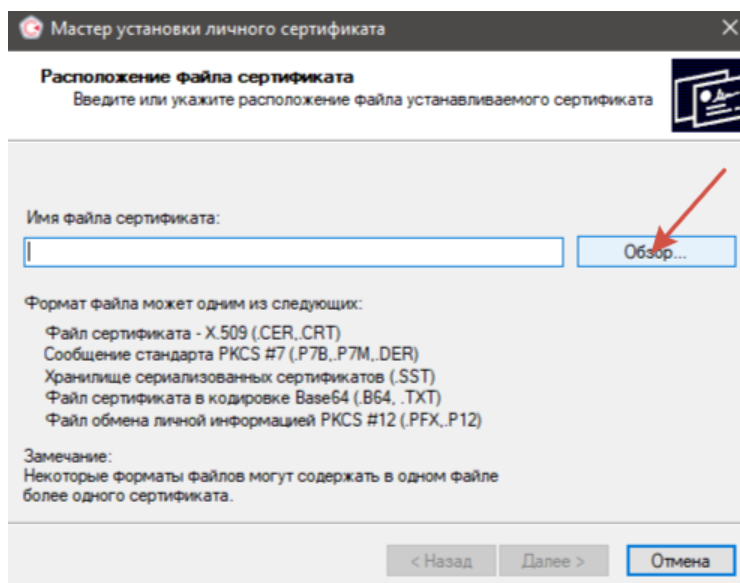 Мастер установки личного сертификата
Расположение файла сертификата
Введите или укажите расположение файла устанавливаемого сертификата
Имя файла сертификата:
Обзор...
Формат файла может одним из следующих:
Файл сертификата - X.509 (.CER,.CRT)
Сообщение стандарта PKCS #7 (.P7B,.P7M,.DER)
Хранилище сериализованных сертификатов (.SST)
Файл сертификата в кодировке Base64 (.B64, .TXT)
Файл обмена личной информацией PKCS #12 (.PFX,.P12)
Замечание:
Некоторые форматы файлов могут содержать в одном файле
более одного сертификата.
< Назад Далее > Отмена